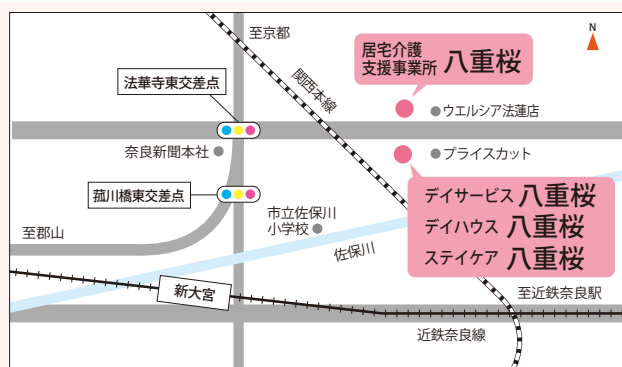 至京都
N
居宅介護
支援事業所 八重桜
関西本線
法華寺東交差点
ウエルシア法蓮店
奈良新聞本社
プライスカット
菰川橋東交差点
デイサービス 八重桜
デイハウス 八重桜
ステイケア 八重桜
市立佐保川
小学校
至郡山
佐保川
新大宮
至近鉄奈良駅
近鉄奈良線